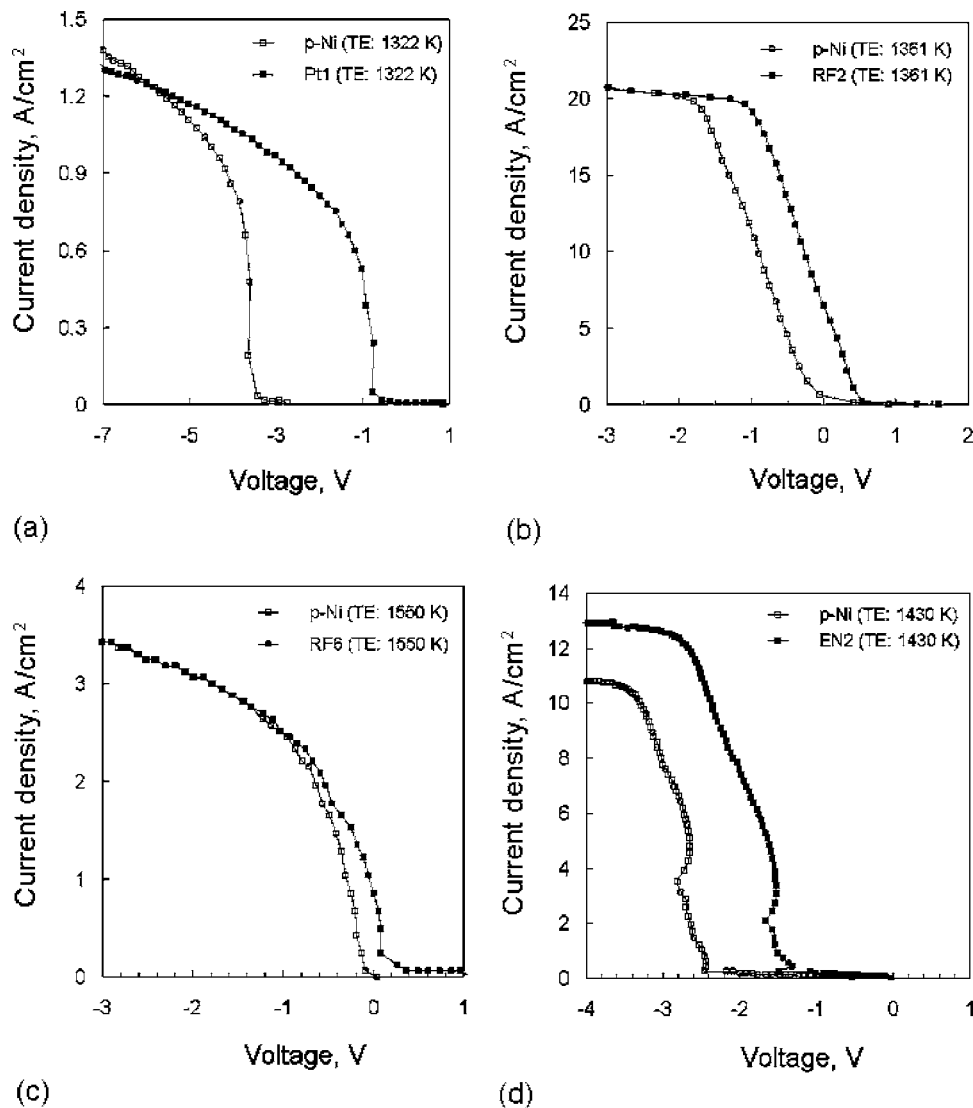 1.5
1.2
0.9
0.6
0.3
0
-7 -5 -3 -1 1
Current density, A/cm²
Voltage, V
p-Ni (TE: 1322 K)
Pt1 (TE: 1322 K)
(a)
25
20
15
10
5
0
-3 -2 -1 0 1 2
Current density, A/cm²
Voltage, V
p-Ni (TE: 1361 K)
RF2 (TE: 1361 K)
(b)
4
3
2
1
0
-3 -2 -1 0 1
Current density, A/cm²
Voltage, V
p-Ni (TE: 1550 K)
RF6 (TE: 1550 K)
(c)
14
12
10
8
6
4
2
0
-4 -3 -2 -1 0 1
Current density, A/cm²
Voltage, V
p-Ni (TE: 1430 K)
EN2 (TE: 1430 K)
(d)